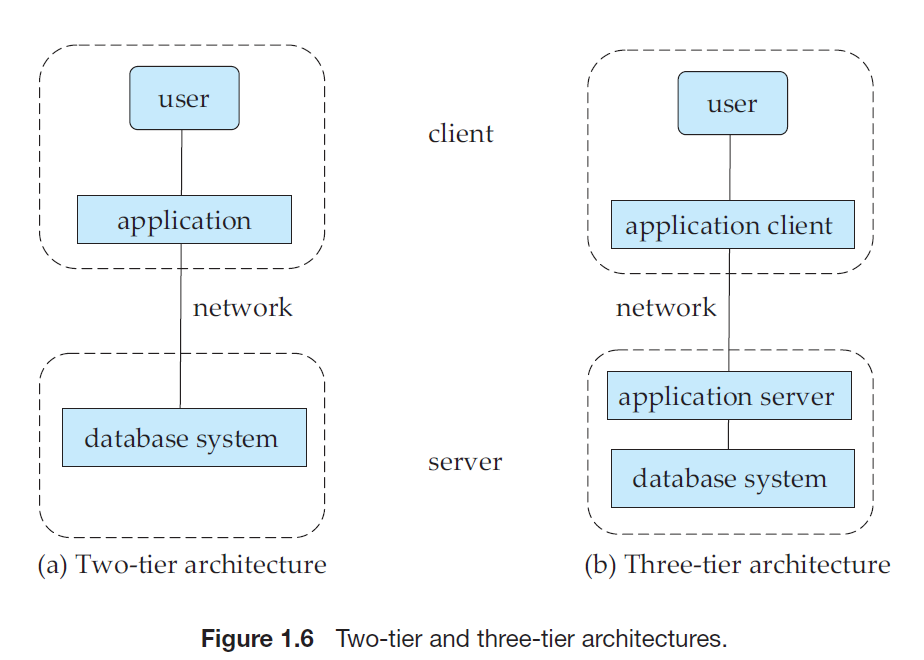 user
application
network
database system
(a) Two-tier architecture
client
server
user
application client
network
application server
database system
(b) Three-tier architecture
Figure 1.6 Two-tier and three-tier architectures.